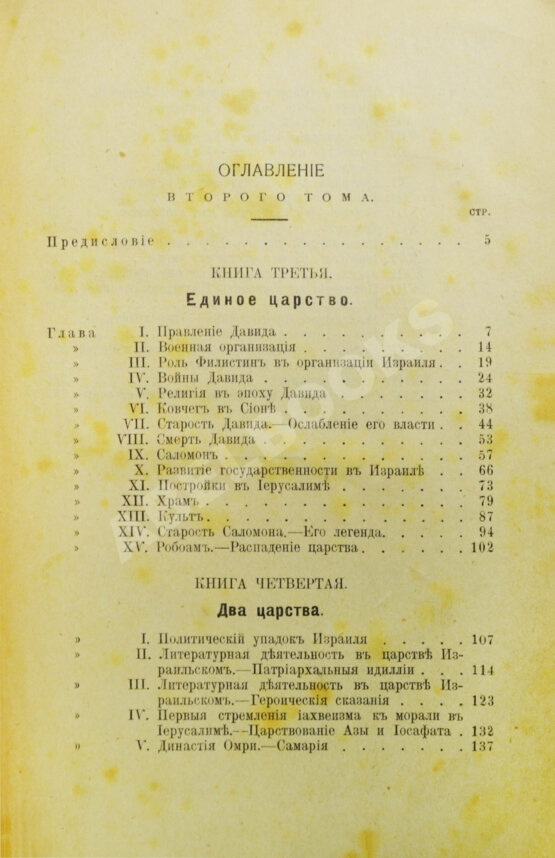 ОГЛАВЛЕНІЕ
ВТОРОГО ТОМА.
СТР.
Предисловіе . . . . . . . . . . . . . . . . . 5
КНИГА ТРЕТЬЯ.
Единое царство.
Глава I. Правленіе Давида . . . . . . . . . . 7
» II. Военная организація . . . . . . . . . 14
» III. Роль Филистин въ организаціи Израиля . . 19
» IV. Войны Давида . . . . . . . . . . . 24
» V. Религія въ эпоху Давида . . . . . . . 32
» VI. Ковчегъ въ Сіонѣ . . . . . . . . . . 38
» VII. Старость Давида.—Ослабленіе его власти . 44
» VIII. Смерть Давида . . . . . . . . . . . 53
» IX. Саломонъ . . . . . . . . . . . . . 57
» X. Развитіе государственности въ Израилѣ . . 66
» XI. Постройки въ Іерусалимѣ . . . . . . . 73
» XII. Храмъ . . . . . . . . . . . . . . 79
» XIII. Культъ . . . . . . . . . . . . . . 87
» XIV. Старость Саломона.—Его легенда . . . . . 94
» XV. Робоамъ.—Распаденіе царства . . . . . . 102
КНИГА ЧЕТВЕРТАЯ.
Два царства.
» I. Политическій упадокъ Израиля . . . . . 107
» II. Литературная дѣятельность въ царствѣ Из-
раильскомъ.—Патріархальныя идилліи . . . 114
» III. Литературная дѣятельность въ царствѣ Из-
раильскомъ.—Героическія сказанія . . . . 123
» IV. Первыя стремленія іахвеизма къ морали въ
Іерусалимѣ.—Царствованіе Азы и Іосафата . 132
» V. Династія Омри.—Самарія . . . . . . . 137